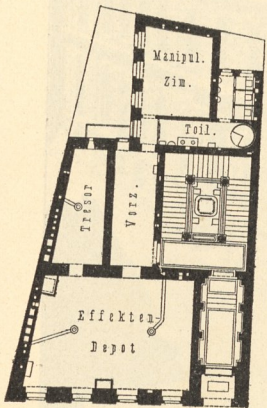 Manipul.
Zim.
Toil.
Tresor
Vorz.
Effekten
Depot